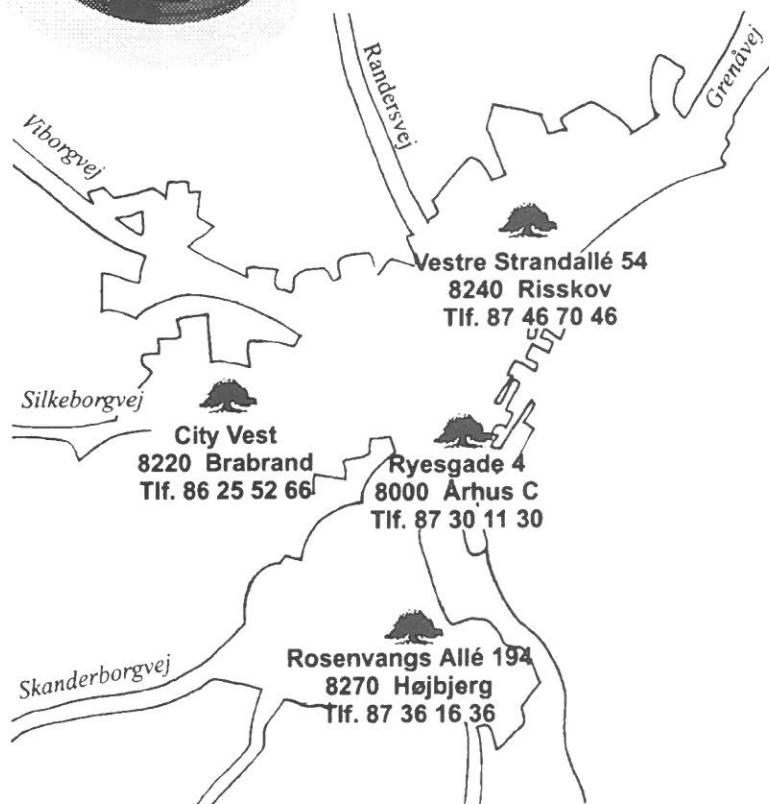 Randersvej
Grenåvej
Viborgvej
Vestre Strandallé 54
8240 Risskov
Tlf. 87 46 70 46
Silkeborgvej
City Vest
8220 Brabrand
Tlf. 86 25 52 66
Ryesgade 4
8000 Århus C
Tlf. 87 30 11 30
Rosenvangs Allé 194
8270 Højbjerg
Tlf. 87 36 16 36
Skanderborgvej